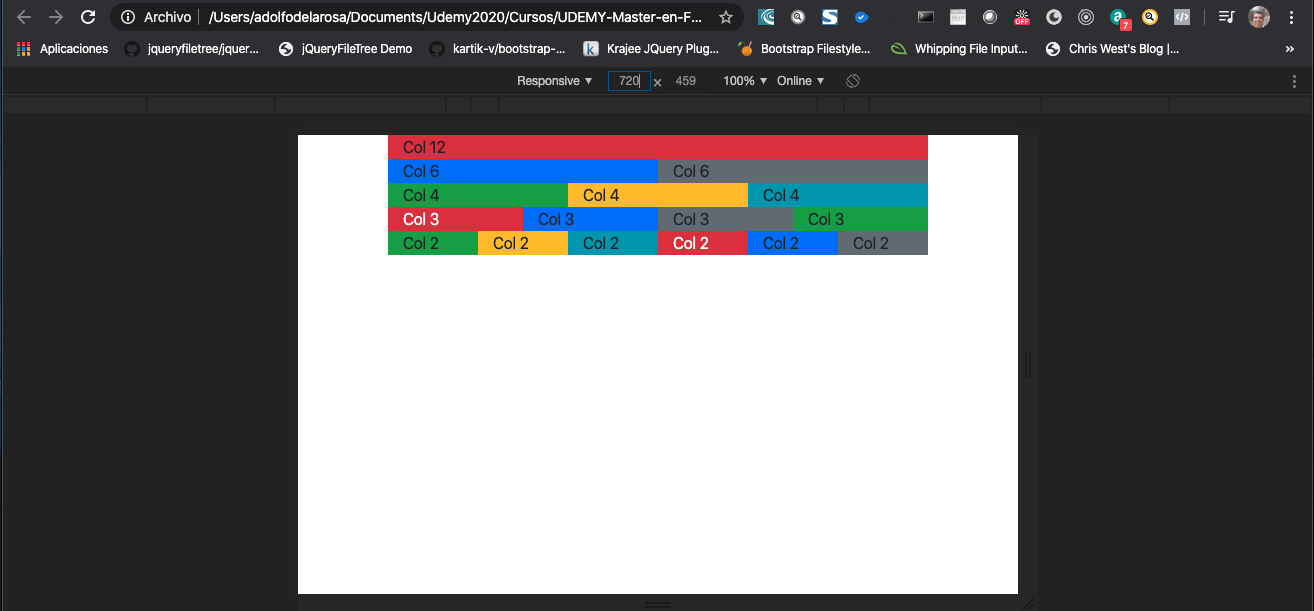 Archivo /Users/adolfodelarosa/Documents/Udemy2020/Cursos/UDEMY-Master-en-F...
OFF a 7
Aplicaciones jqueryfiletree/jquer... jQueryFileTree Demo kartik-v/bootstrap-... k Krajee JQuery Plug... Bootstrap Filestyle... Whipping File Input... Chris West's Blog |... »
Responsive ▼ 720 × 459 100% ▼ Online ▼
Col 12
Col 6 Col 6
Col 4 Col 4 Col 4
Col 3 Col 3 Col 3 Col 3
Col 2 Col 2 Col 2 Col 2 Col 2 Col 2